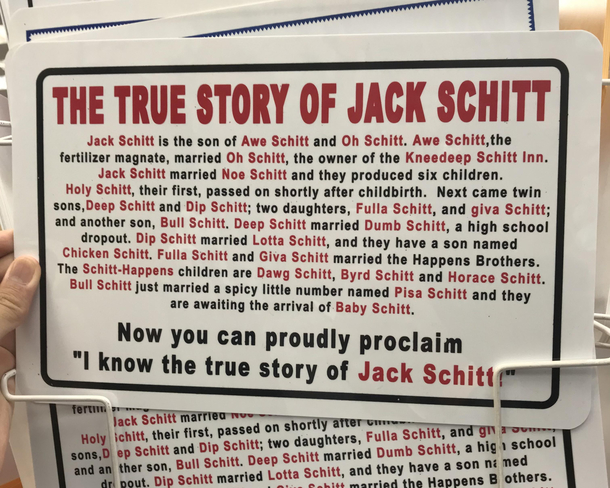 THE TRUE STORY OF JACK SCHITT
Jack Schitt is the son of Awe Schitt and Oh Schitt. Awe Schitt,the
fertilizer magnate, married Oh Schitt, the owner of the Kneedeep Schitt Inn.
Jack Schitt married Noe Schitt and they produced six children.
Holy Schitt, their first, passed on shortly after childbirth. Next came twin
sons,Deep Schitt and Dip Schitt; two daughters, Fulla Schitt, and giva Schitt;
and another son, Bull Schitt. Deep Schitt married Dumb Schitt, a high school
dropout. Dip Schitt married Lotta Schitt, and they have a son named
Chicken Schitt. Fulla Schitt and Giva Schitt married the Happens Brothers.
The Schitt-Happens children are Dawg Schitt, Byrd Schitt and Horace Schitt.
Bull Schitt just married a spicy little number named Pisa Schitt and they
are awaiting the arrival of Baby Schitt.
Now you can proudly proclaim
"I know the true story of Jack Schitt."
Jack Schitt married
Holy Schitt, their first, passed on shortly after
sons,Deep Schitt and Dip Schitt; two daughters, Fulla Schitt, and
and another son, Bull Schitt. Deep Schitt married Dumb Schitt, a high school
dropout. Dip Schitt married Lotta Schitt, and they have a son named
Schitt married the Happens Brothers.